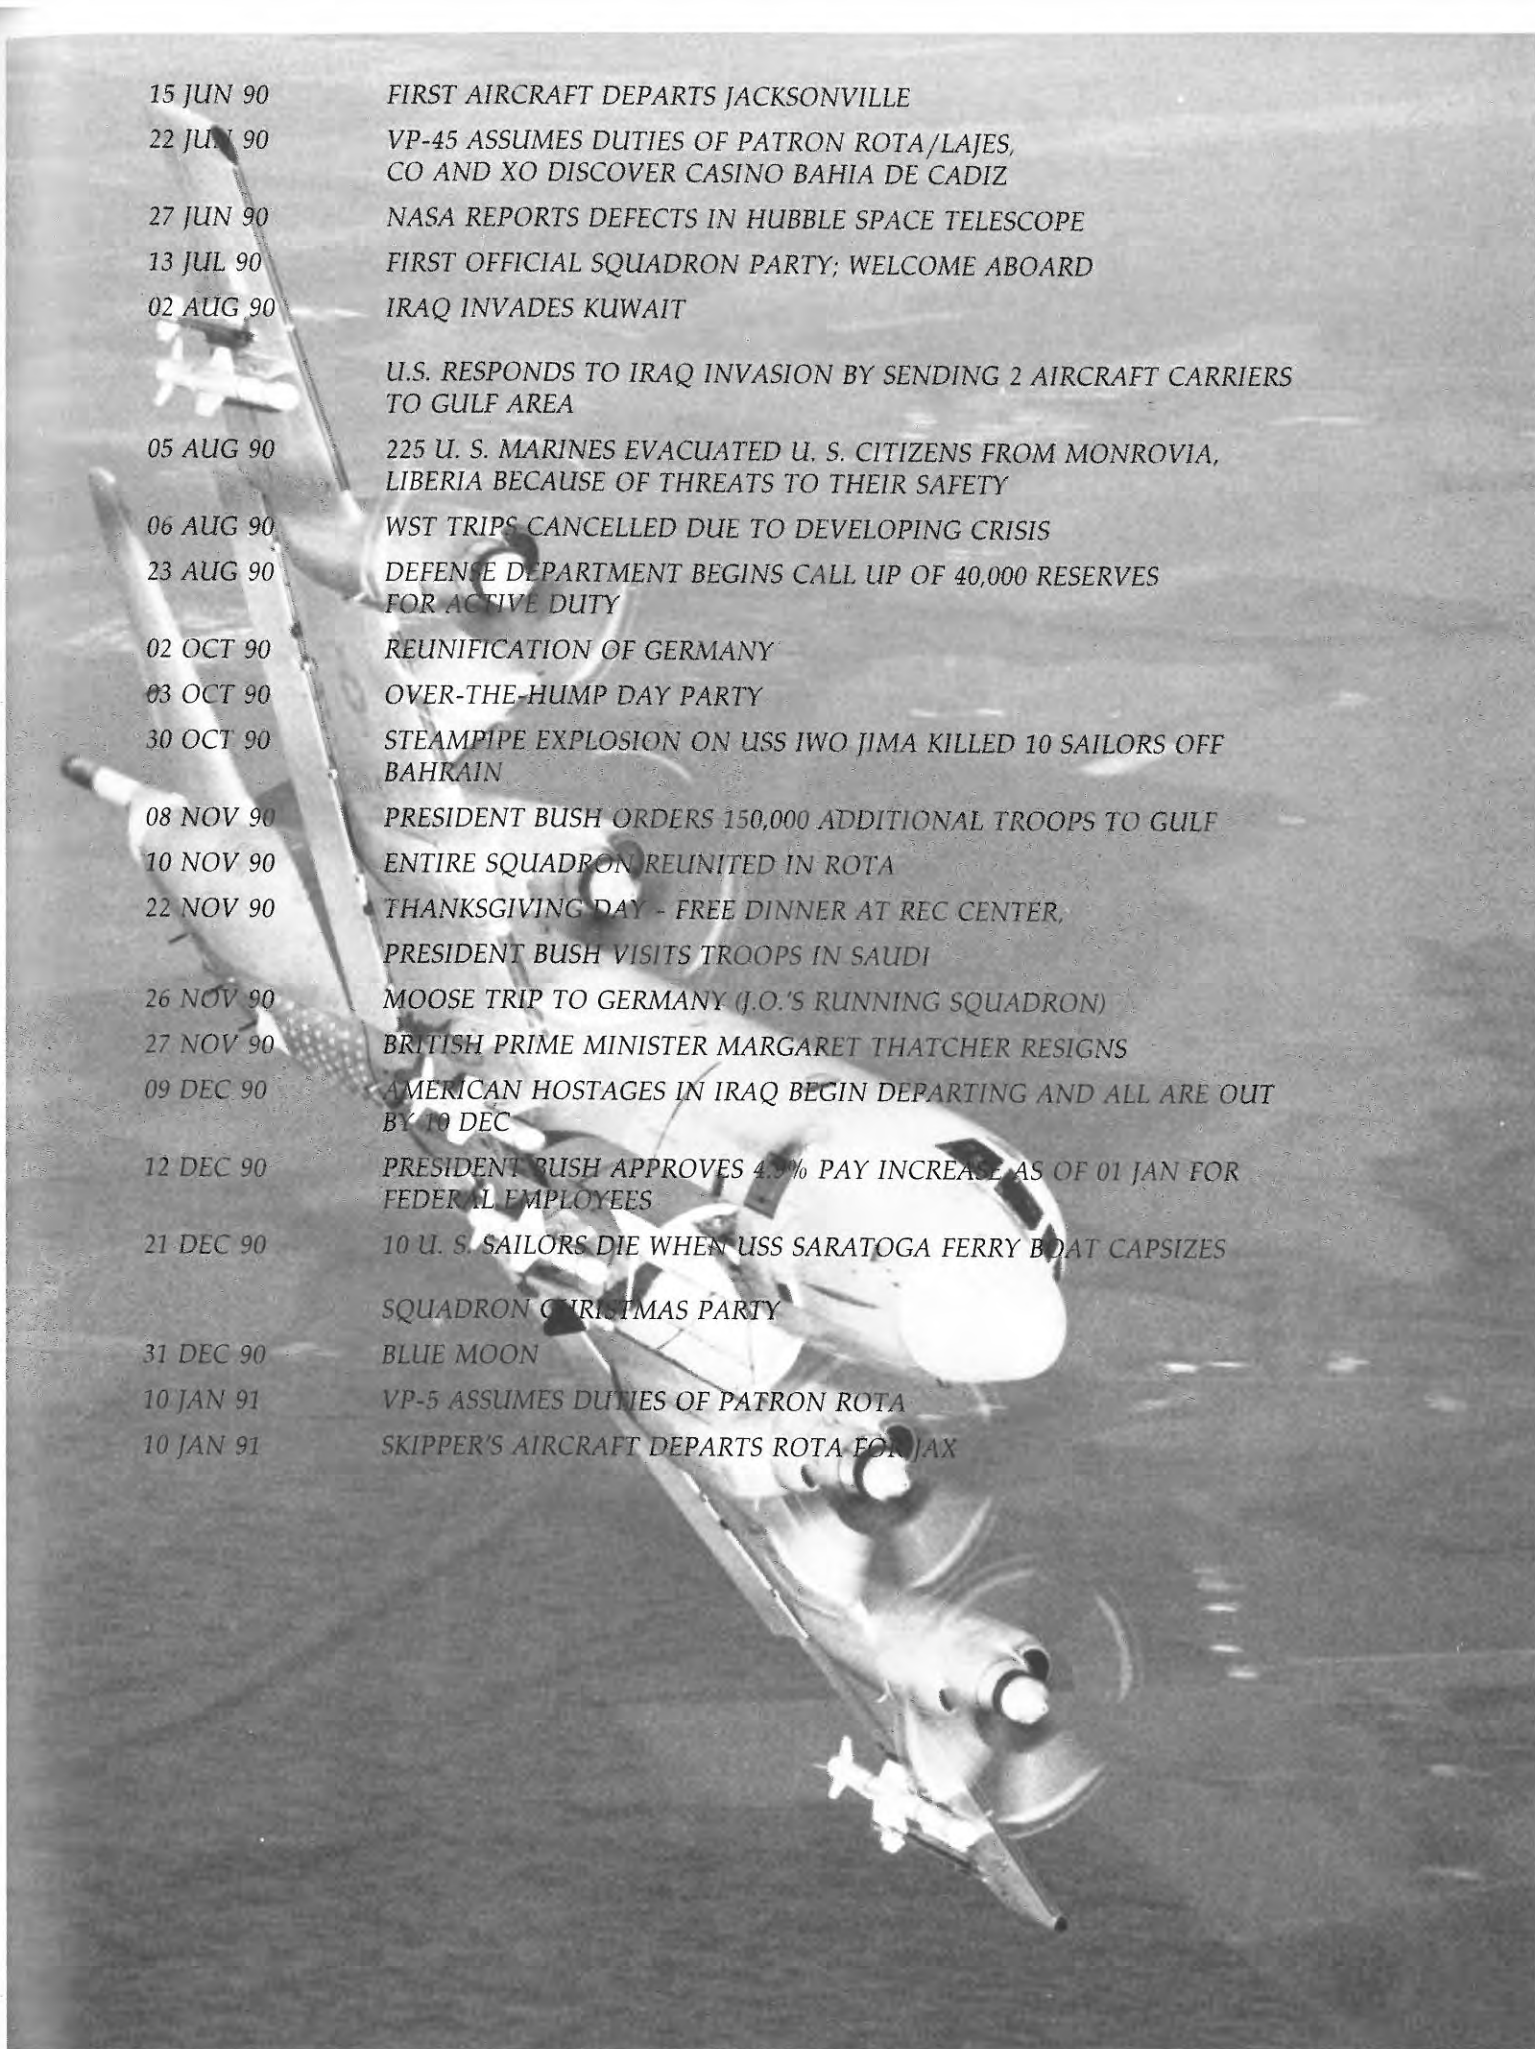 15 JUN 90 FIRST AIRCRAFT DEPARTS JACKSONVILLE
22 JUN 90 VP-45 ASSUMES DUTIES OF PATRON ROTA/LAJES,
CO AND XO DISCOVER CASINO BAHIA DE CADIZ
27 JUN 90 NASA REPORTS DEFECTS IN HUBBLE SPACE TELESCOPE
13 JUL 90 FIRST OFFICIAL SQUADRON PARTY; WELCOME ABOARD
02 AUG 90 IRAQ INVADES KUWAIT
U.S. RESPONDS TO IRAQ INVASION BY SENDING 2 AIRCRAFT CARRIERS
TO GULF AREA
05 AUG 90 225 U. S. MARINES EVACUATED U. S. CITIZENS FROM MONROVIA,
LIBERIA BECAUSE OF THREATS TO THEIR SAFETY
06 AUG 90 WST TRIPS CANCELLED DUE TO DEVELOPING CRISIS
23 AUG 90 DEFENSE DEPARTMENT BEGINS CALL UP OF 40,000 RESERVES
FOR ACTIVE DUTY
02 OCT 90 REUNIFICATION OF GERMANY
03 OCT 90 OVER-THE-HUMP DAY PARTY
30 OCT 90 STEAMPIPE EXPLOSION ON USS IWO JIMA KILLED 10 SAILORS OFF
BAHRAIN
08 NOV 90 PRESIDENT BUSH ORDERS 150,000 ADDITIONAL TROOPS TO GULF
10 NOV 90 ENTIRE SQUADRON REUNITED IN ROTA
22 NOV 90 THANKSGIVING DAY - FREE DINNER AT REC CENTER,
PRESIDENT BUSH VISITS TROOPS IN SAUDI
26 NOV 90 MOOSE TRIP TO GERMANY (J.O.'S RUNNING SQUADRON)
27 NOV 90 BRITISH PRIME MINISTER MARGARET THATCHER RESIGNS
09 DEC 90 AMERICAN HOSTAGES IN IRAQ BEGIN DEPARTING AND ALL ARE OUT
BY 10 DEC
12 DEC 90 PRESIDENT BUSH APPROVES 4.9% PAY INCREASE AS OF 01 JAN FOR
FEDERAL EMPLOYEES
21 DEC 90 10 U. S. SAILORS DIE WHEN USS SARATOGA FERRY BOAT CAPSIZES
SQUADRON CHRISTMAS PARTY
31 DEC 90 BLUE MOON
10 JAN 91 VP-5 ASSUMES DUTIES OF PATRON ROTA
10 JAN 91 SKIPPER'S AIRCRAFT DEPARTS ROTA FOR JAX